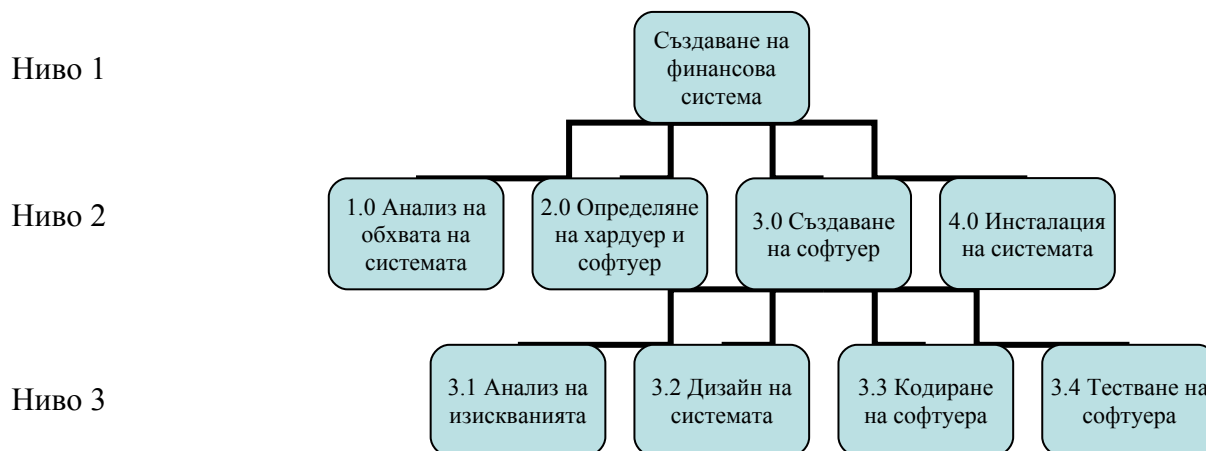 Ниво 1
Създаване на
финансова
система
Ниво 2
1.0 Анализ на
обхвата на
системата
2.0 Определяне
на хардуер и
софтуер
3.0 Създаване
на софтуер
4.0 Инсталация
на системата
Ниво 3
3.1 Анализ на
изискванията
3.2 Дизайн на
системата
3.3 Кодиране
на софтуера
3.4 Тестване на
софтуера